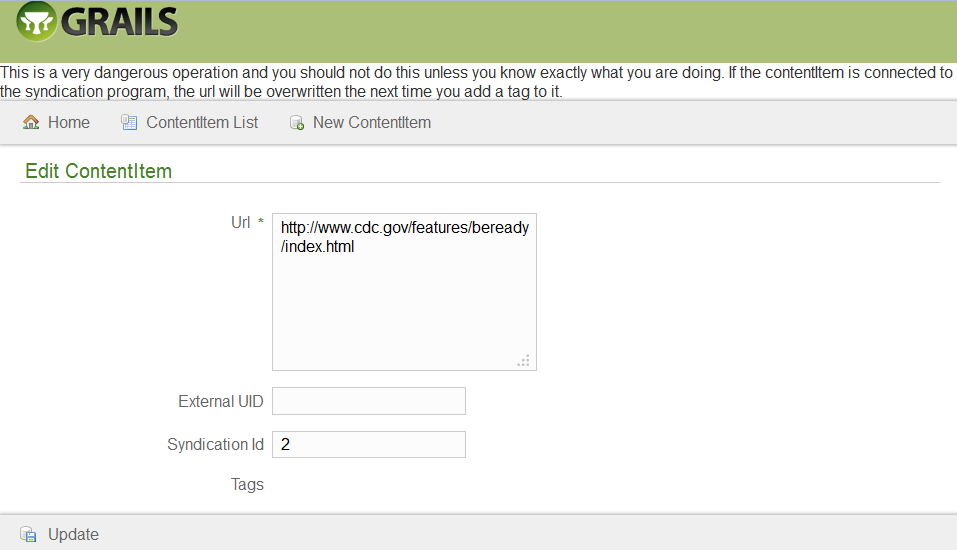 GRAILS
This is a very dangerous operation and you should not do this unless you know exactly what you are doing. If the contentItem is connected to
the syndication program, the url will be overwritten the next time you add a tag to it.
Home ContentItem List New ContentItem
Edit ContentItem
Url *
http://www.cdc.gov/features/beready
/index.html
External UID
Syndication Id 2
Tags
Update